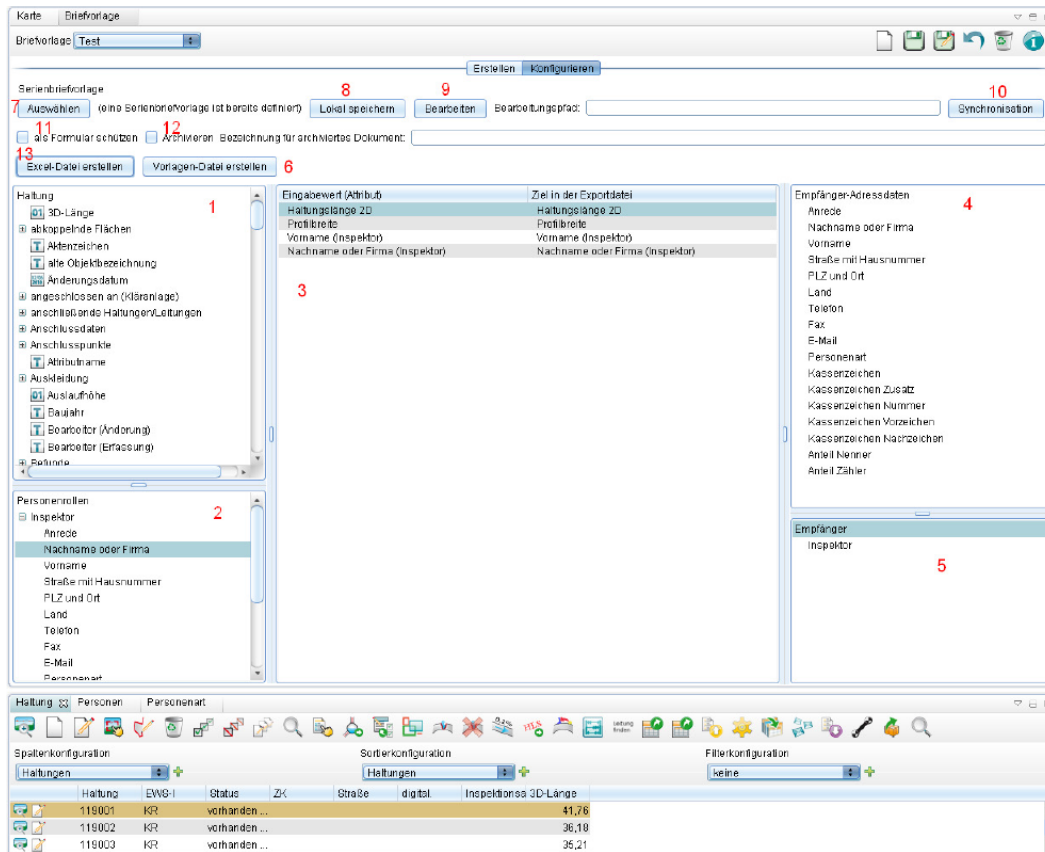 Karte Briefvorlage
Briefvorlage Test
Erstellen Konfigurieren
Serienbriefvorlage
8 9 10
7 Auswählen (eine Serienbriefvorlage ist bereits definiert) Lokal speichern Bearbeiten Bearbeitungspfad: Synchronisation
11 12
als Formular schützen Archivieren Bezeichnung für archiviertes Dokument:
13
Excel-Datei erstellen Vorlagen-Datei erstellen 6
Haltung
1
01 3D-Länge
abkoppelnde Flächen
T Aktenzeichen
T alte Objektbezeichnung
Änderungsdatum
angeschlossen an (Kläranlage)
anschließende Haltungen/Leitungen
Anschlussdaten
Anschlusspunkte
T Attributname
Auskleidung
01 Auslaufhöhe
T Baujahr
T Bearbeiter (Änderung)
T Bearbeiter (Erfassung)
Befunde
Personenrollen
2
Inspektor
Anrede
Nachname oder Firma
Vorname
Straße mit Hausnummer
PLZ und Ort
Land
Telefon
Fax
E-Mail
Personenart
Eingabewert (Attribut) Ziel in der Exportdatei
Haltungslänge 2D Haltungslänge 2D
Profilbreite Profilbreite
Vorname (Inspektor) Vorname (Inspektor)
Nachname oder Firma (Inspektor) Nachname oder Firma (Inspektor)
3
Empfänger-Adressdaten
4
Anrede
Nachname oder Firma
Vorname
Straße mit Hausnummer
PLZ und Ort
Land
Telefon
Fax
E-Mail
Personenart
Kassenzeichen
Kassenzeichen Zusatz
Kassenzeichen Nummer
Kassenzeichen Vorzeichen
Kassenzeichen Nachzeichen
Anteil Nenner
Anteil Zähler
Empfänger
Inspektor
5
Haltung Personen Personenart
HLS Leitung finden
Spaltenkonfiguration Sortierkonfiguration Filterkonfiguration
Haltungen Haltungen keine
Haltung EWS-I Status ZK Straße digital. Inspektionsa 3D-Länge
119001 KR vorhanden ... 41,76
119002 KR vorhanden ... 36,18
119003 KR vorhanden ... 35,21